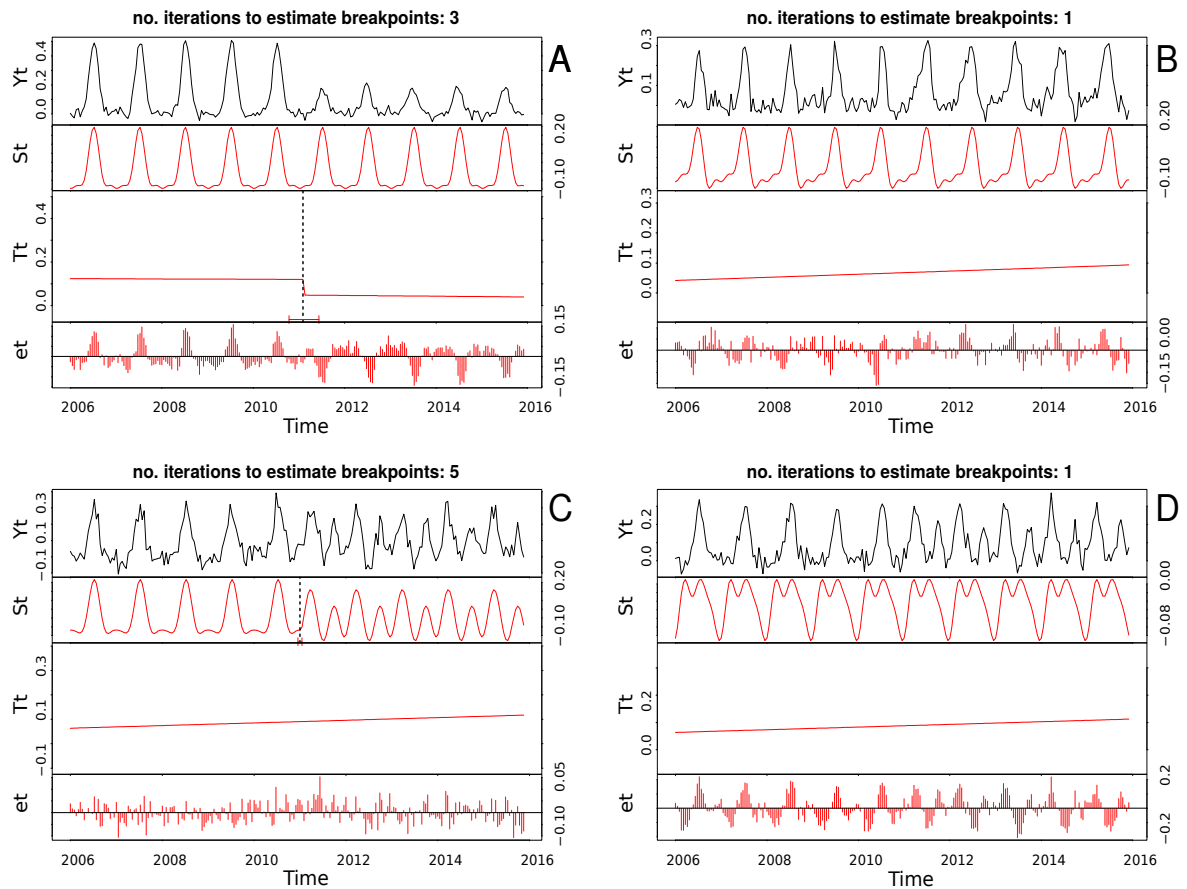 no. iterations to estimate breakpoints: 3
A
Yt
0.0 0.2 0.4
St
−0.10 0.20
Tt
0.0 0.2 0.4
et
−0.15 0.15
2006 2008 2010 2012 2014 2016
Time
no. iterations to estimate breakpoints: 1
B
Yt
0.1 0.3
St
−0.10 0.20
Tt
0.0 0.1 0.2 0.3
et
−0.15 0.00
2006 2008 2010 2012 2014 2016
Time
no. iterations to estimate breakpoints: 5
C
Yt
−0.1 0.1 0.3
St
−0.10 0.20
Tt
−0.1 0.1 0.3
et
−0.10 0.05
2006 2008 2010 2012 2014 2016
Time
no. iterations to estimate breakpoints: 1
D
Yt
0.0 0.2
St
−0.08 0.00
Tt
0.0 0.2
et
−0.2 0.2
2006 2008 2010 2012 2014 2016
Time